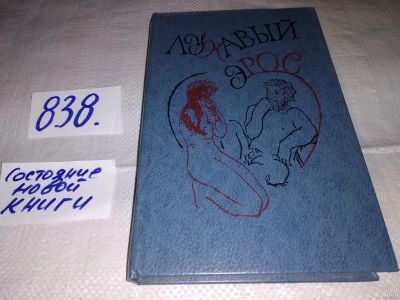 ЛУКАВЫЙ
ЭРОС
838.
Состояние
новой
книги